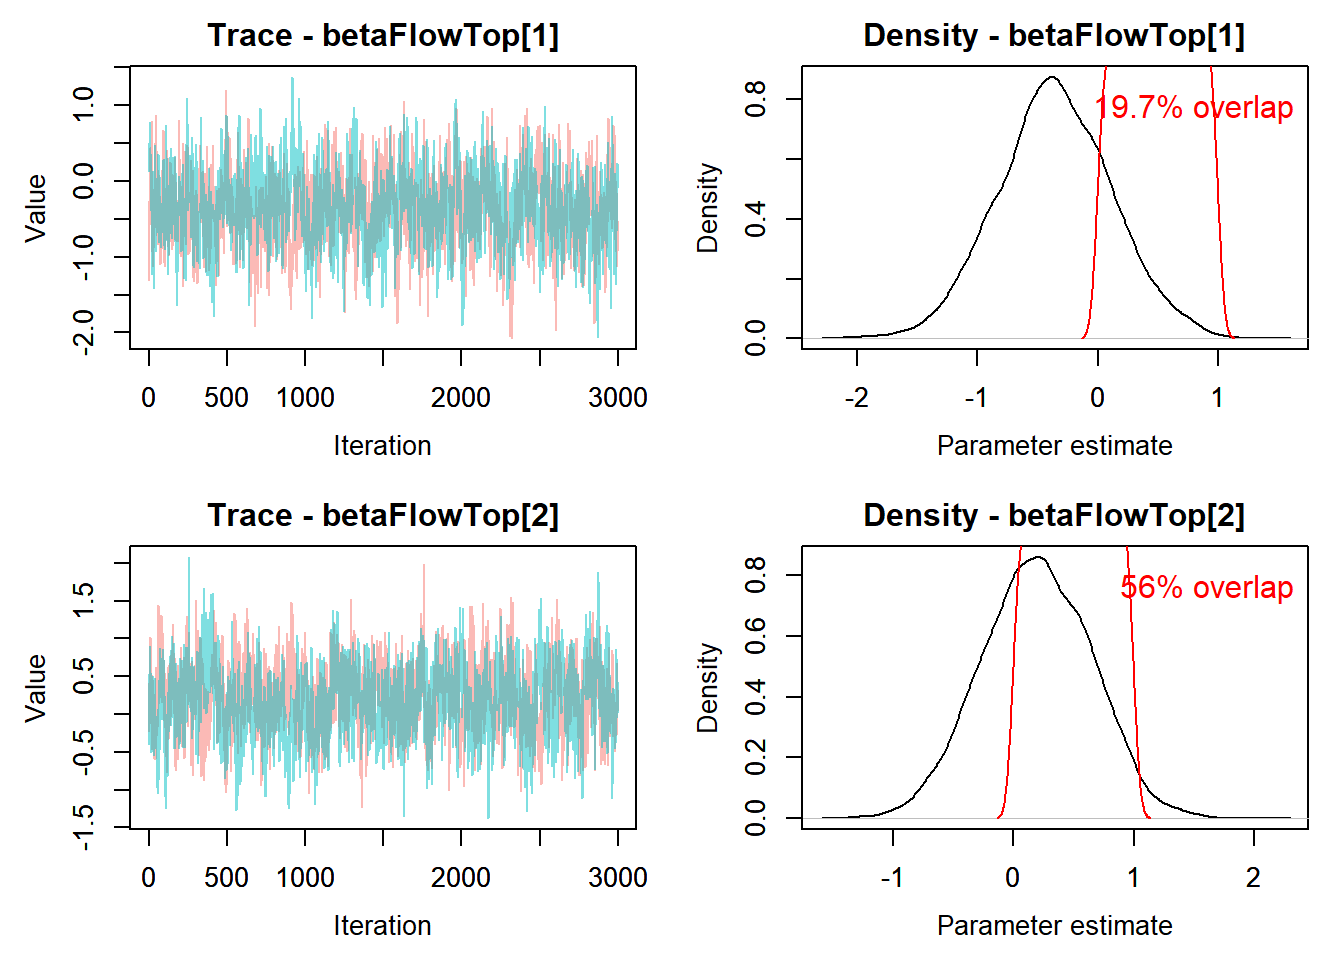 Trace - betaFlowTop[1]
Value
-2.0 -1.0 0.0 1.0
0 500 1000 2000 3000
Iteration
Density - betaFlowTop[1]
19.7% overlap
Density
0.0 0.4 0.8
-2 -1 0 1
Parameter estimate
Trace - betaFlowTop[2]
Value
-1.5 -0.5 0.5 1.5
0 500 1000 2000 3000
Iteration
Density - betaFlowTop[2]
56% overlap
Density
0.0 0.2 0.4 0.6 0.8
-1 0 1 2
Parameter estimate